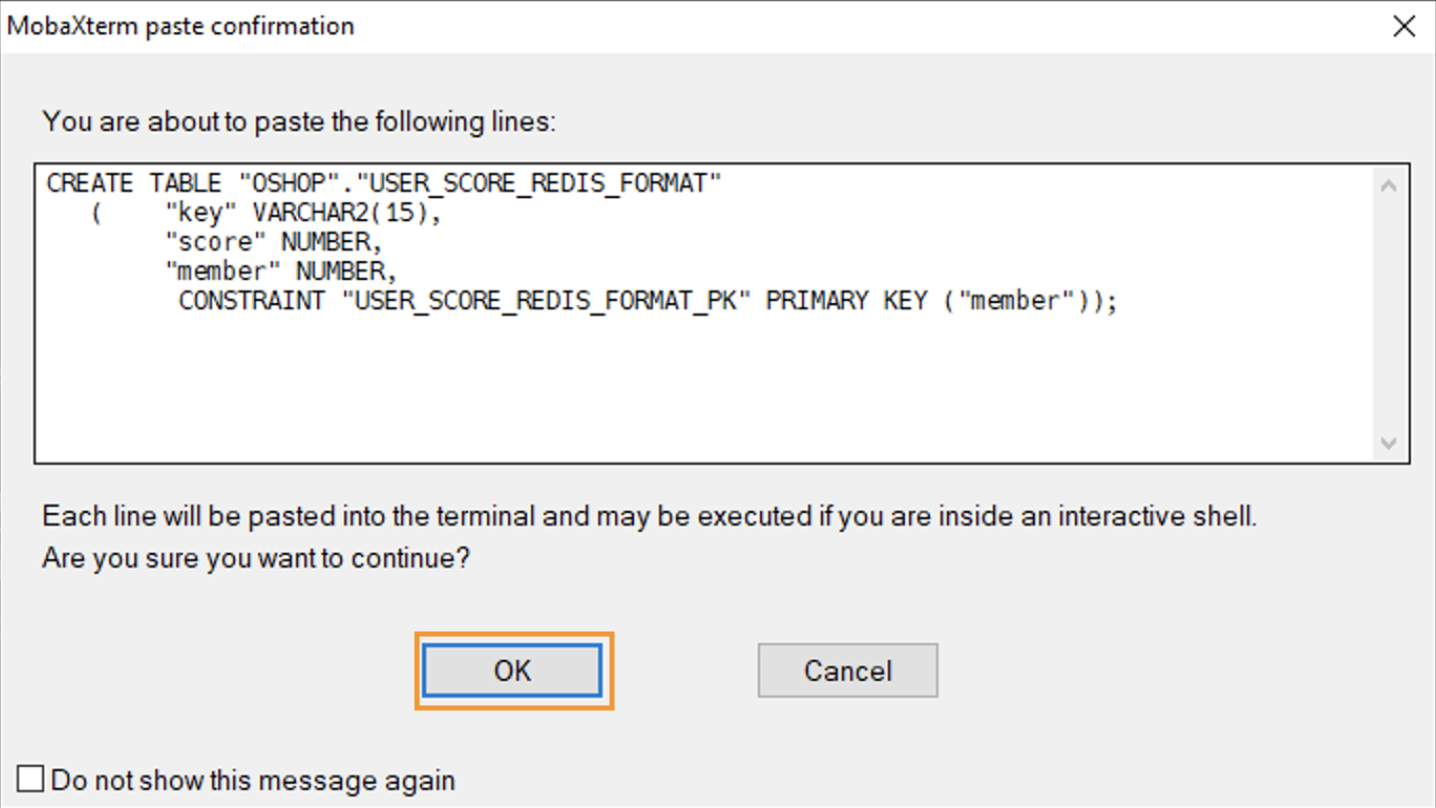 MobaXterm paste confirmation
You are about to paste the following lines:
CREATE TABLE "OSHOP"."USER_SCORE_REDIS_FORMAT"
   (    "key" VARCHAR2(15),
        "score" NUMBER,
        "member" NUMBER,
         CONSTRAINT "USER_SCORE_REDIS_FORMAT_PK" PRIMARY KEY ("member"));
Each line will be pasted into the terminal and may be executed if you are inside an interactive shell.
Are you sure you want to continue?
OK
Cancel
Do not show this message again